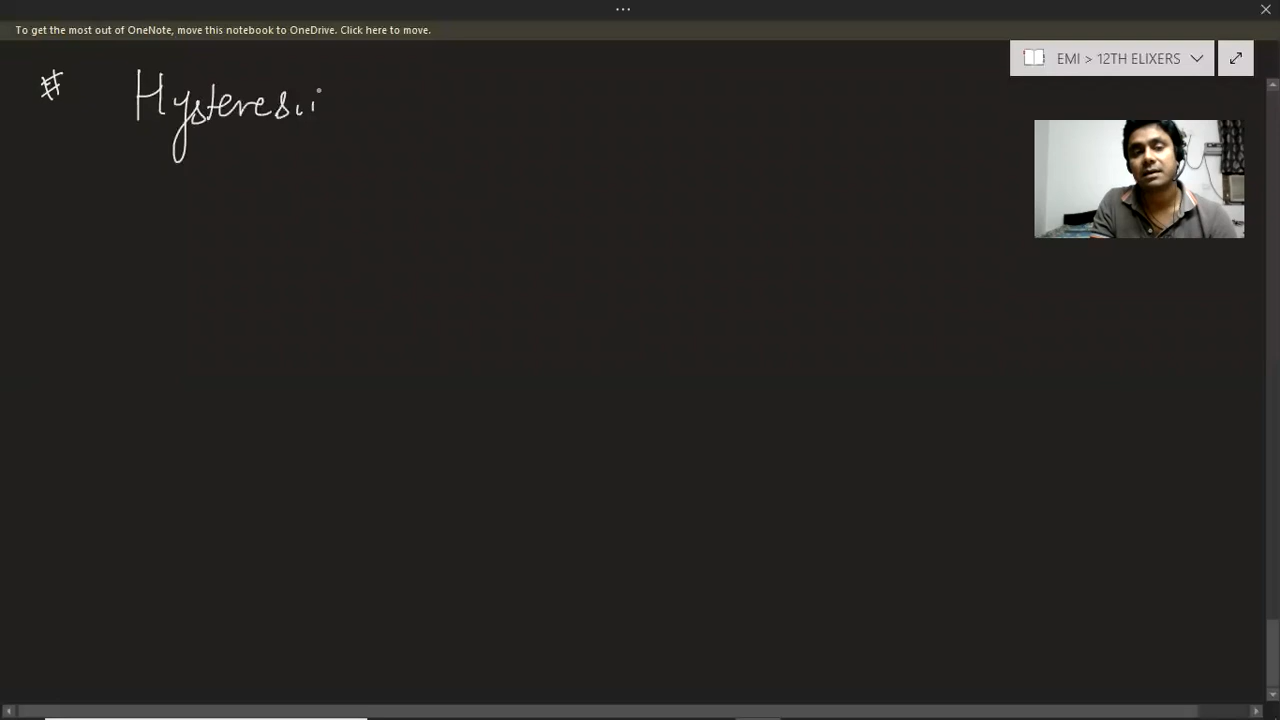 To get the most out of OneNote, move this notebook to OneDrive. Click here to move.
EMI > 12TH ELIXERS
# Hysteresi